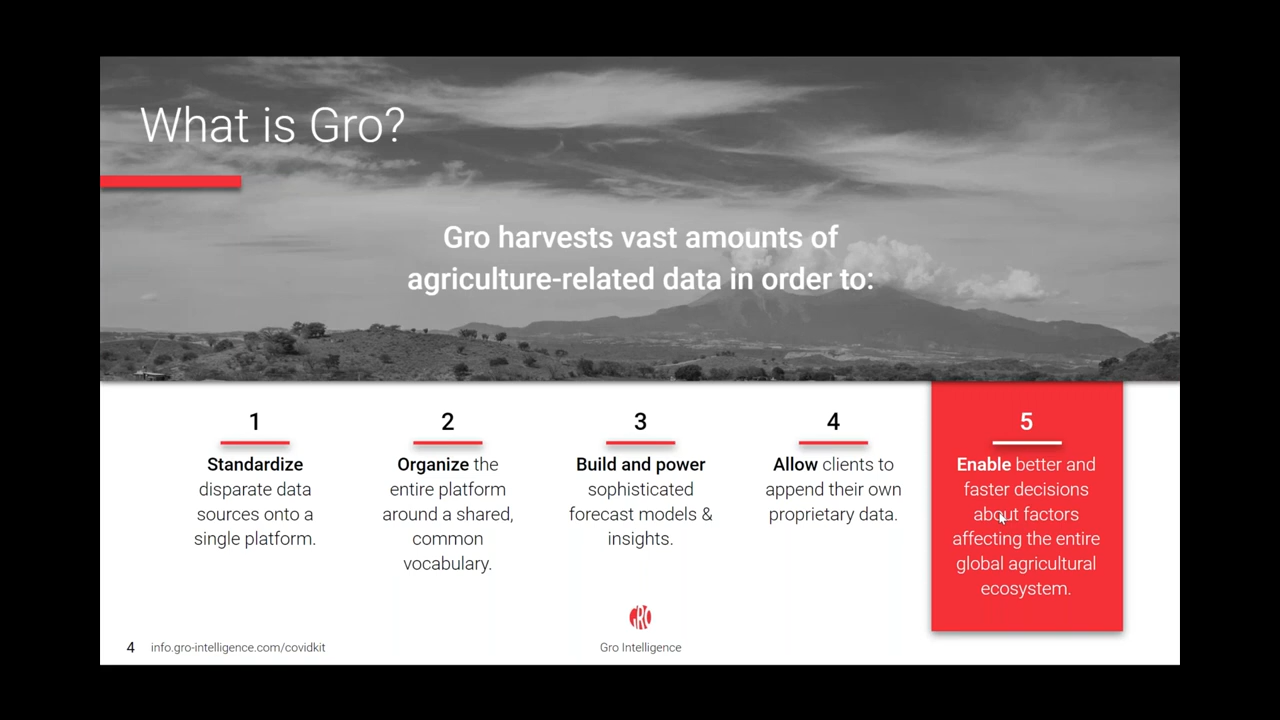 What is Gro?
Gro harvests vast amounts of
agriculture-related data in order to:
1
Standardize
disparate data
sources onto a
single platform.
2
Organize the
entire platform
around a shared,
common
vocabulary.
3
Build and power
sophisticated
forecast models &
insights.
4
Allow clients to
append their own
proprietary data.
5
Enable better and
faster decisions
about factors
affecting the entire
global agricultural
ecosystem.
GRO
4 info.gro-intelligence.com/covidkit
Gro Intelligence